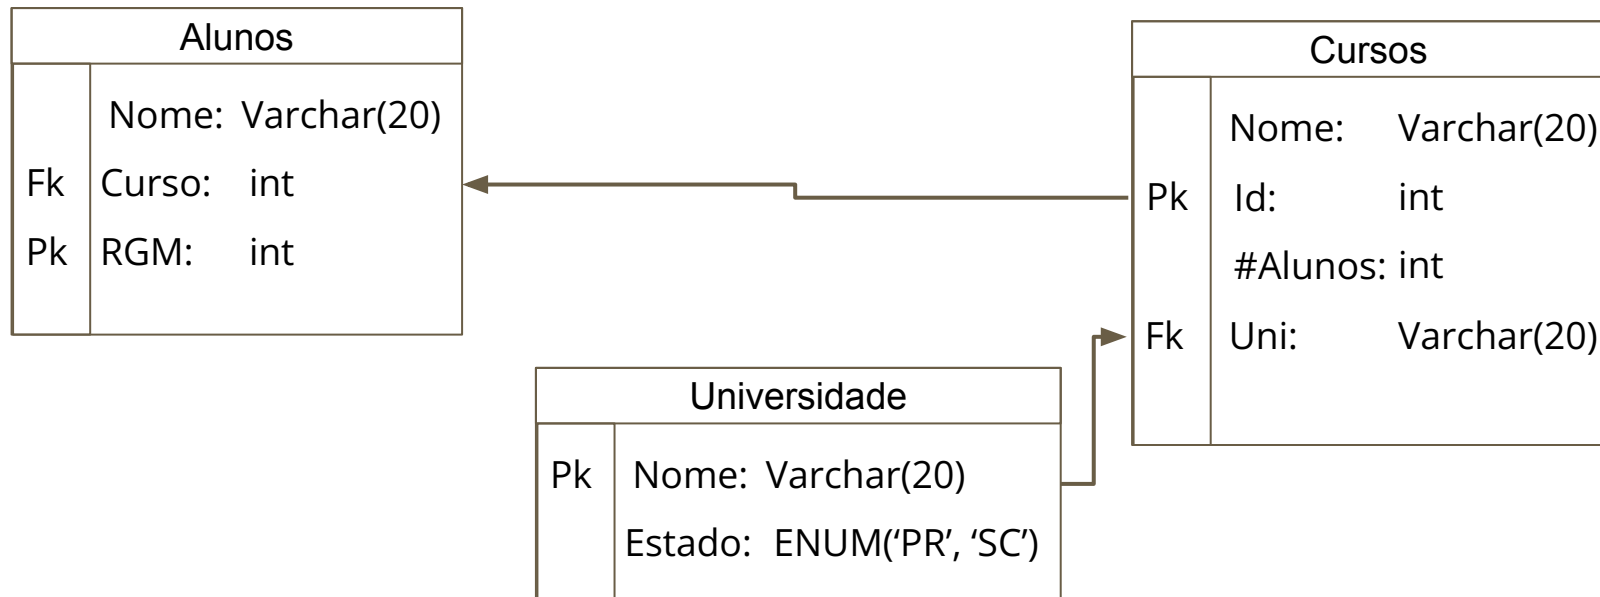 Alunos
Nome: Varchar(20)
Fk Curso: int
Pk RGM: int
Cursos
Nome: Varchar(20)
Pk Id: int
#Alunos: int
Fk Uni: Varchar(20)
Universidade
Pk Nome: Varchar(20)
Estado: ENUM(‘PR’, ‘SC’)